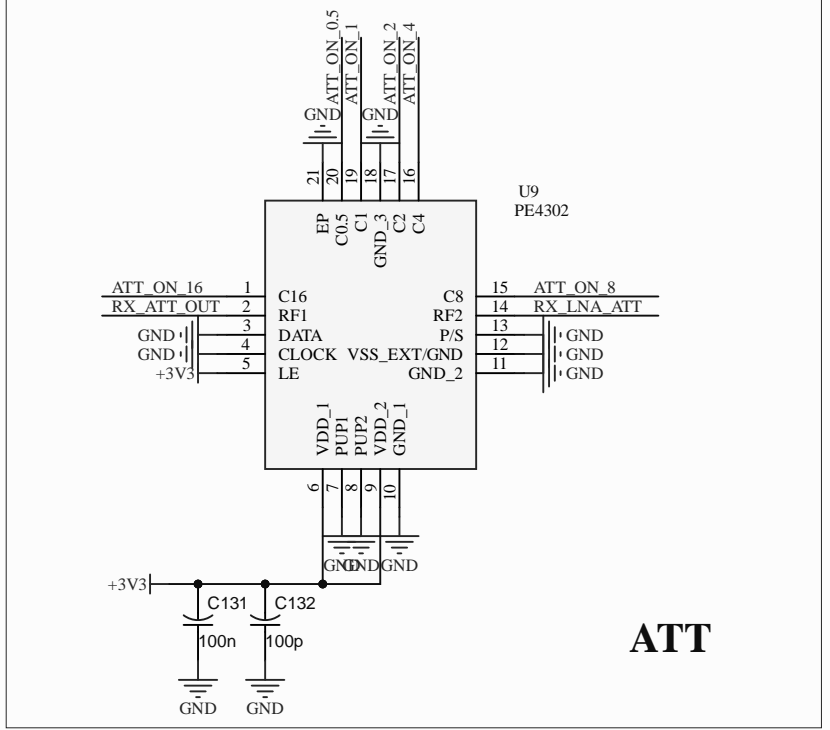 ATT_ON_0.5
ATT_ON_1
ATT_ON_2
ATT_ON_4
GND
GND
21
20
19
18
17
16
U9
PE4302
EP
C0.5
C1
GND_3
C2
C4
ATT_ON_16
1
C16
C8
15
ATT_ON_8
RX_ATT_OUT
2
RF1
RF2
14
RX_LNA_ATT
GND
3
DATA
P/S
13
GND
GND
4
CLOCK
VSS_EXT/GND
12
GND
+3V3
5
LE
GND_2
11
GND
VDD_1
PUP1
PUP2
VDD_2
GND_1
6
7
8
9
10
GND
GND
GND
+3V3
C131
C132
100n
100p
GND
GND
ATT